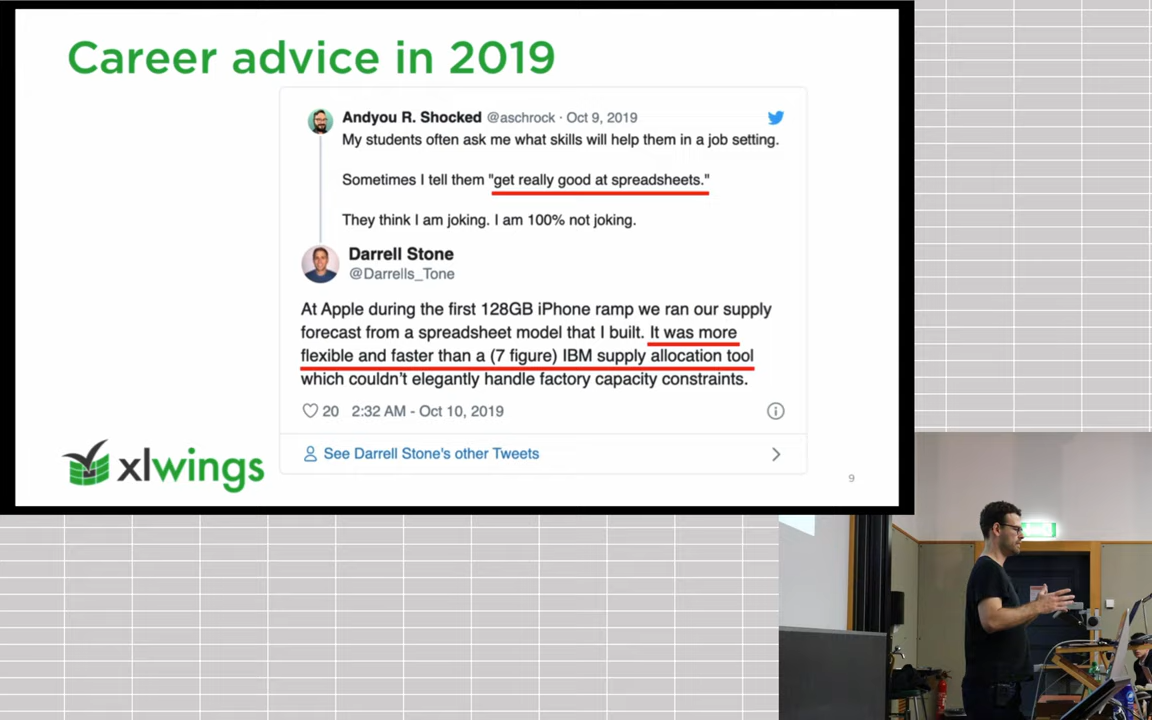 Career advice in 2019
Andyou R. Shocked @aschrock · Oct 9, 2019
My students often ask me what skills will help them in a job setting.
Sometimes I tell them "get really good at spreadsheets."
They think I am joking. I am 100% not joking.
Darrell Stone
@Darrells_Tone
At Apple during the first 128GB iPhone ramp we ran our supply
forecast from a spreadsheet model that I built. It was more
flexible and faster than a (7 figure) IBM supply allocation tool
which couldn't elegantly handle factory capacity constraints.
20 2:32 AM - Oct 10, 2019
See Darrell Stone's other Tweets
xlwings
9